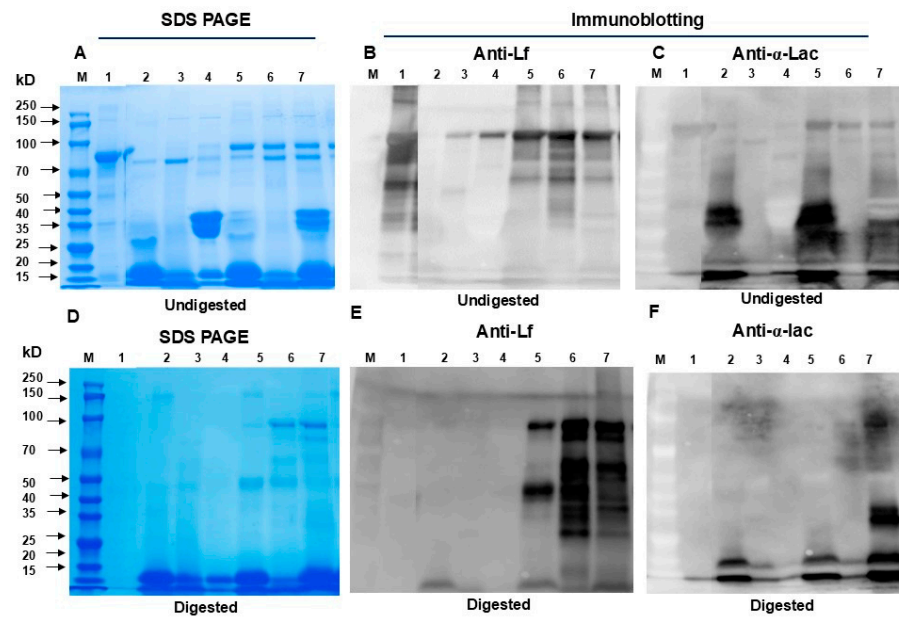 SDS PAGE
Immunoblotting
A
B
Anti-Lf
C
Anti-α-Lac
kD
M 1 2 3 4 5 6 7
M 1 2 3 4 5 6 7
M 1 2 3 4 5 6 7
250
150
100
70
50
40
35
25
20
15
Undigested
Undigested
Undigested
D
SDS PAGE
E
Anti-Lf
F
Anti-α-lac
kD
M 1 2 3 4 5 6 7
M 1 2 3 4 5 6 7
M 1 2 3 4 5 6 7
250
150
100
70
50
40
35
25
20
15
Digested
Digested
Digested